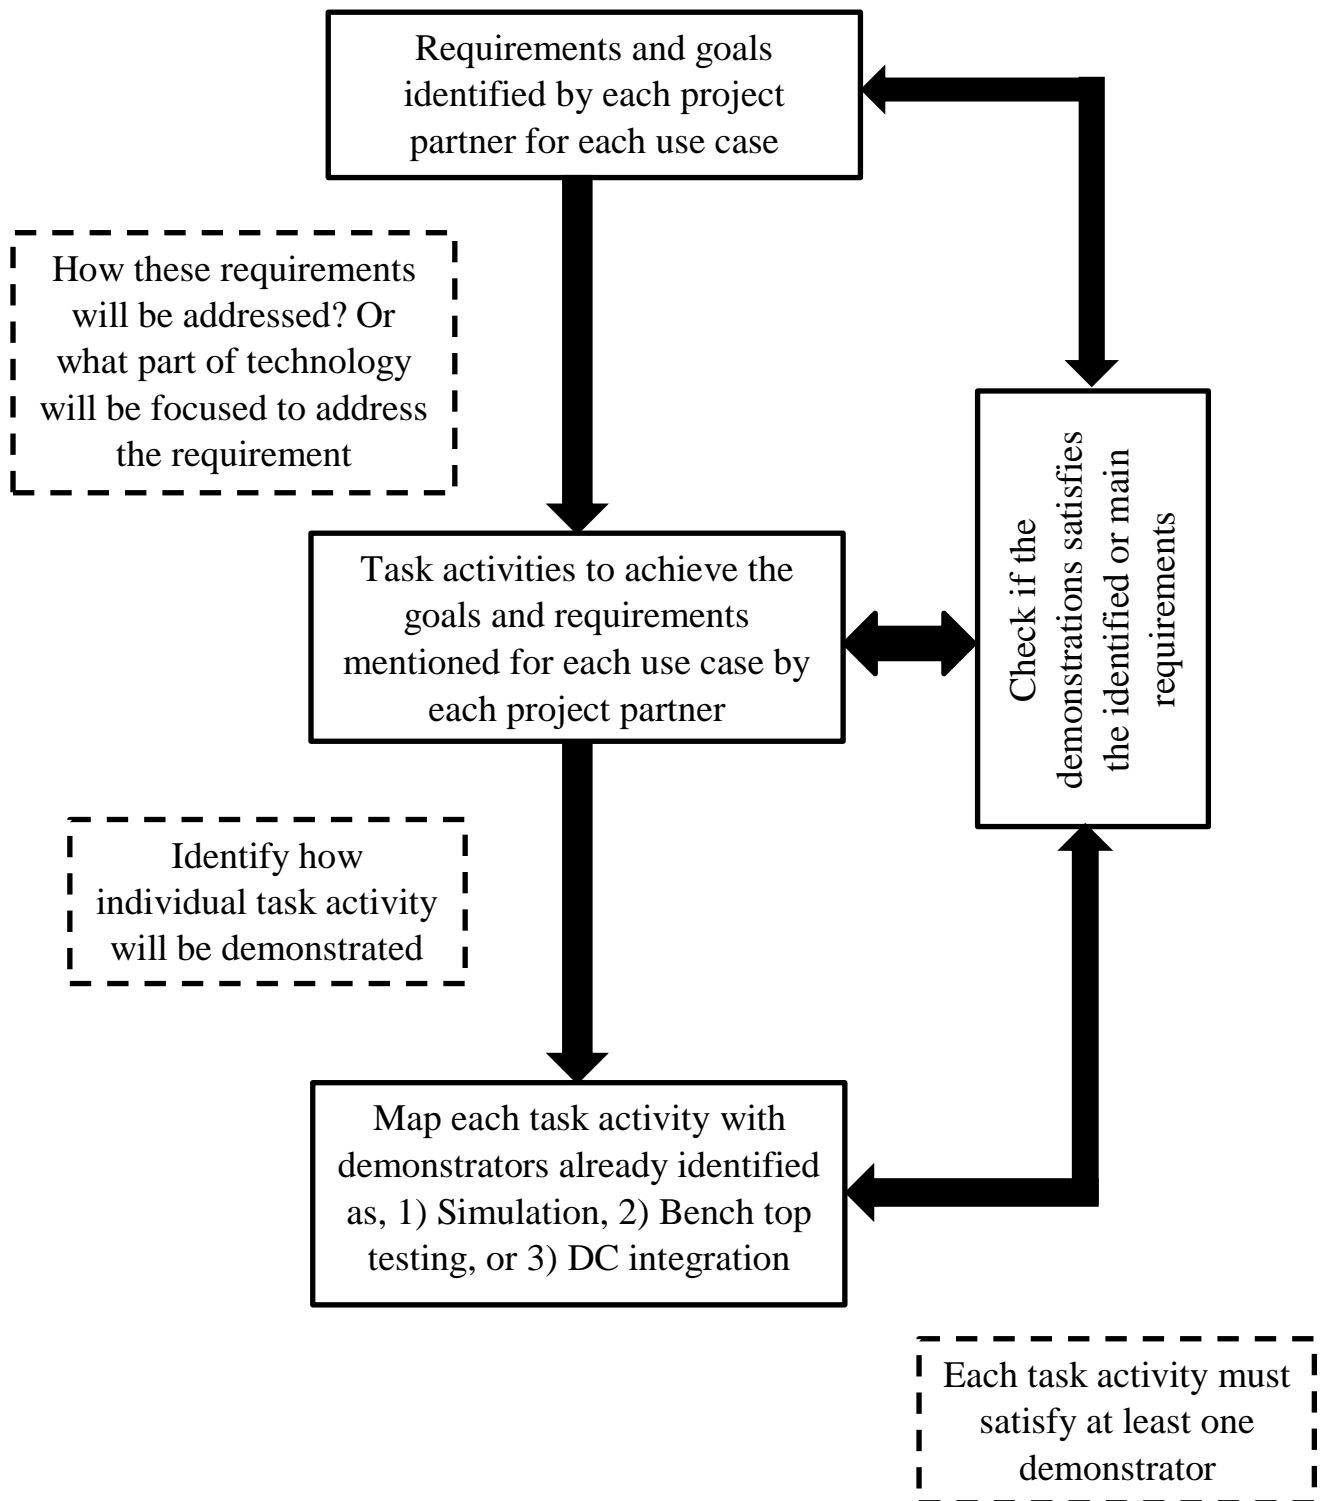 Requirements and goals
identified by each project
partner for each use case
How these requirements
will be addressed? Or
what part of technology
will be focused to address
the requirement
Check if the
demonstrations satisfies
the identified or main
requirements
Task activities to achieve the
goals and requirements
mentioned for each use case by
each project partner
Identify how
individual task activity
will be demonstrated
Map each task activity with
demonstrators already identified
as, 1) Simulation, 2) Bench top
testing, or 3) DC integration
Each task activity must
satisfy at least one
demonstrator